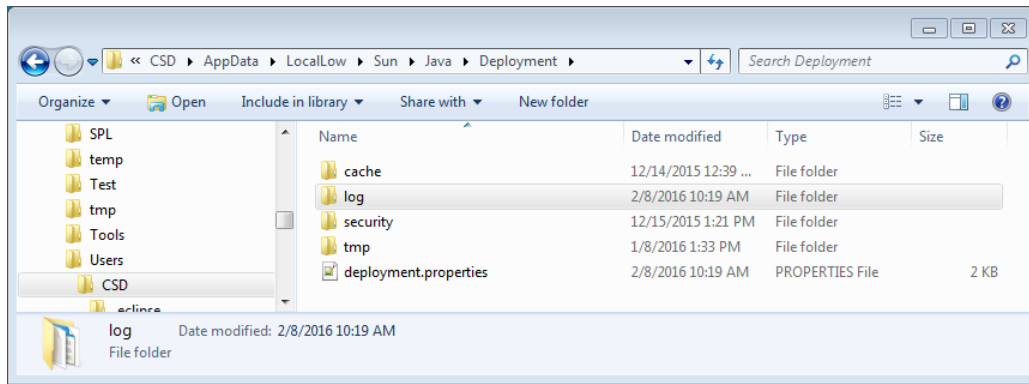 « CSD ▸ AppData ▸ LocalLow ▸ Sun ▸ Java ▸ Deployment ▸ Search Deployment
Organize ▾ Open Include in library ▾ Share with ▾ New folder
SPL
temp
Test
tmp
Tools
Users
CSD
eclipse
Name Date modified Type Size
cache 12/14/2015 12:39 ... File folder
log 2/8/2016 10:19 AM File folder
security 12/15/2015 1:21 PM File folder
tmp 1/8/2016 1:33 PM File folder
deployment.properties 2/8/2016 10:19 AM PROPERTIES File 2 KB
log Date modified: 2/8/2016 10:19 AM
File folder